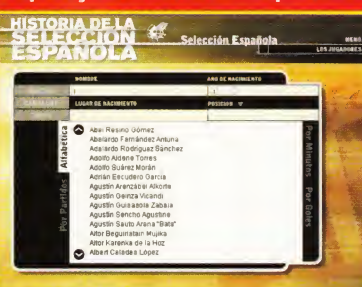 HISTORIA DE LA
SELECCIÓN
ESPAÑOLA
Selección Española
MENÚ
LOS JUGADORES
NOMBRE
AÑO DE NACIMIENTO
LUGAR DE NACIMIENTO
POSICION
Por Partidos
Alfabética
Por Minutos
Por Goles
Abel Resino Gómez
Abelardo Fernández Antuña
Adelardo Rodríguez Sánchez
Adolfo Aldana Torres
Adolfo Suárez Morán
Adrián Escudero García
Agustín Arenzábal Alkorta
Agustín Gainza Vicandi
Agustín Guisasola Zabala
Agustín Sancho Agustina
Agustín Sauto Arana "Bata"
Aitor Beguiristain Mujika
Aitor Karanka de la Hoz
Albert Celades López